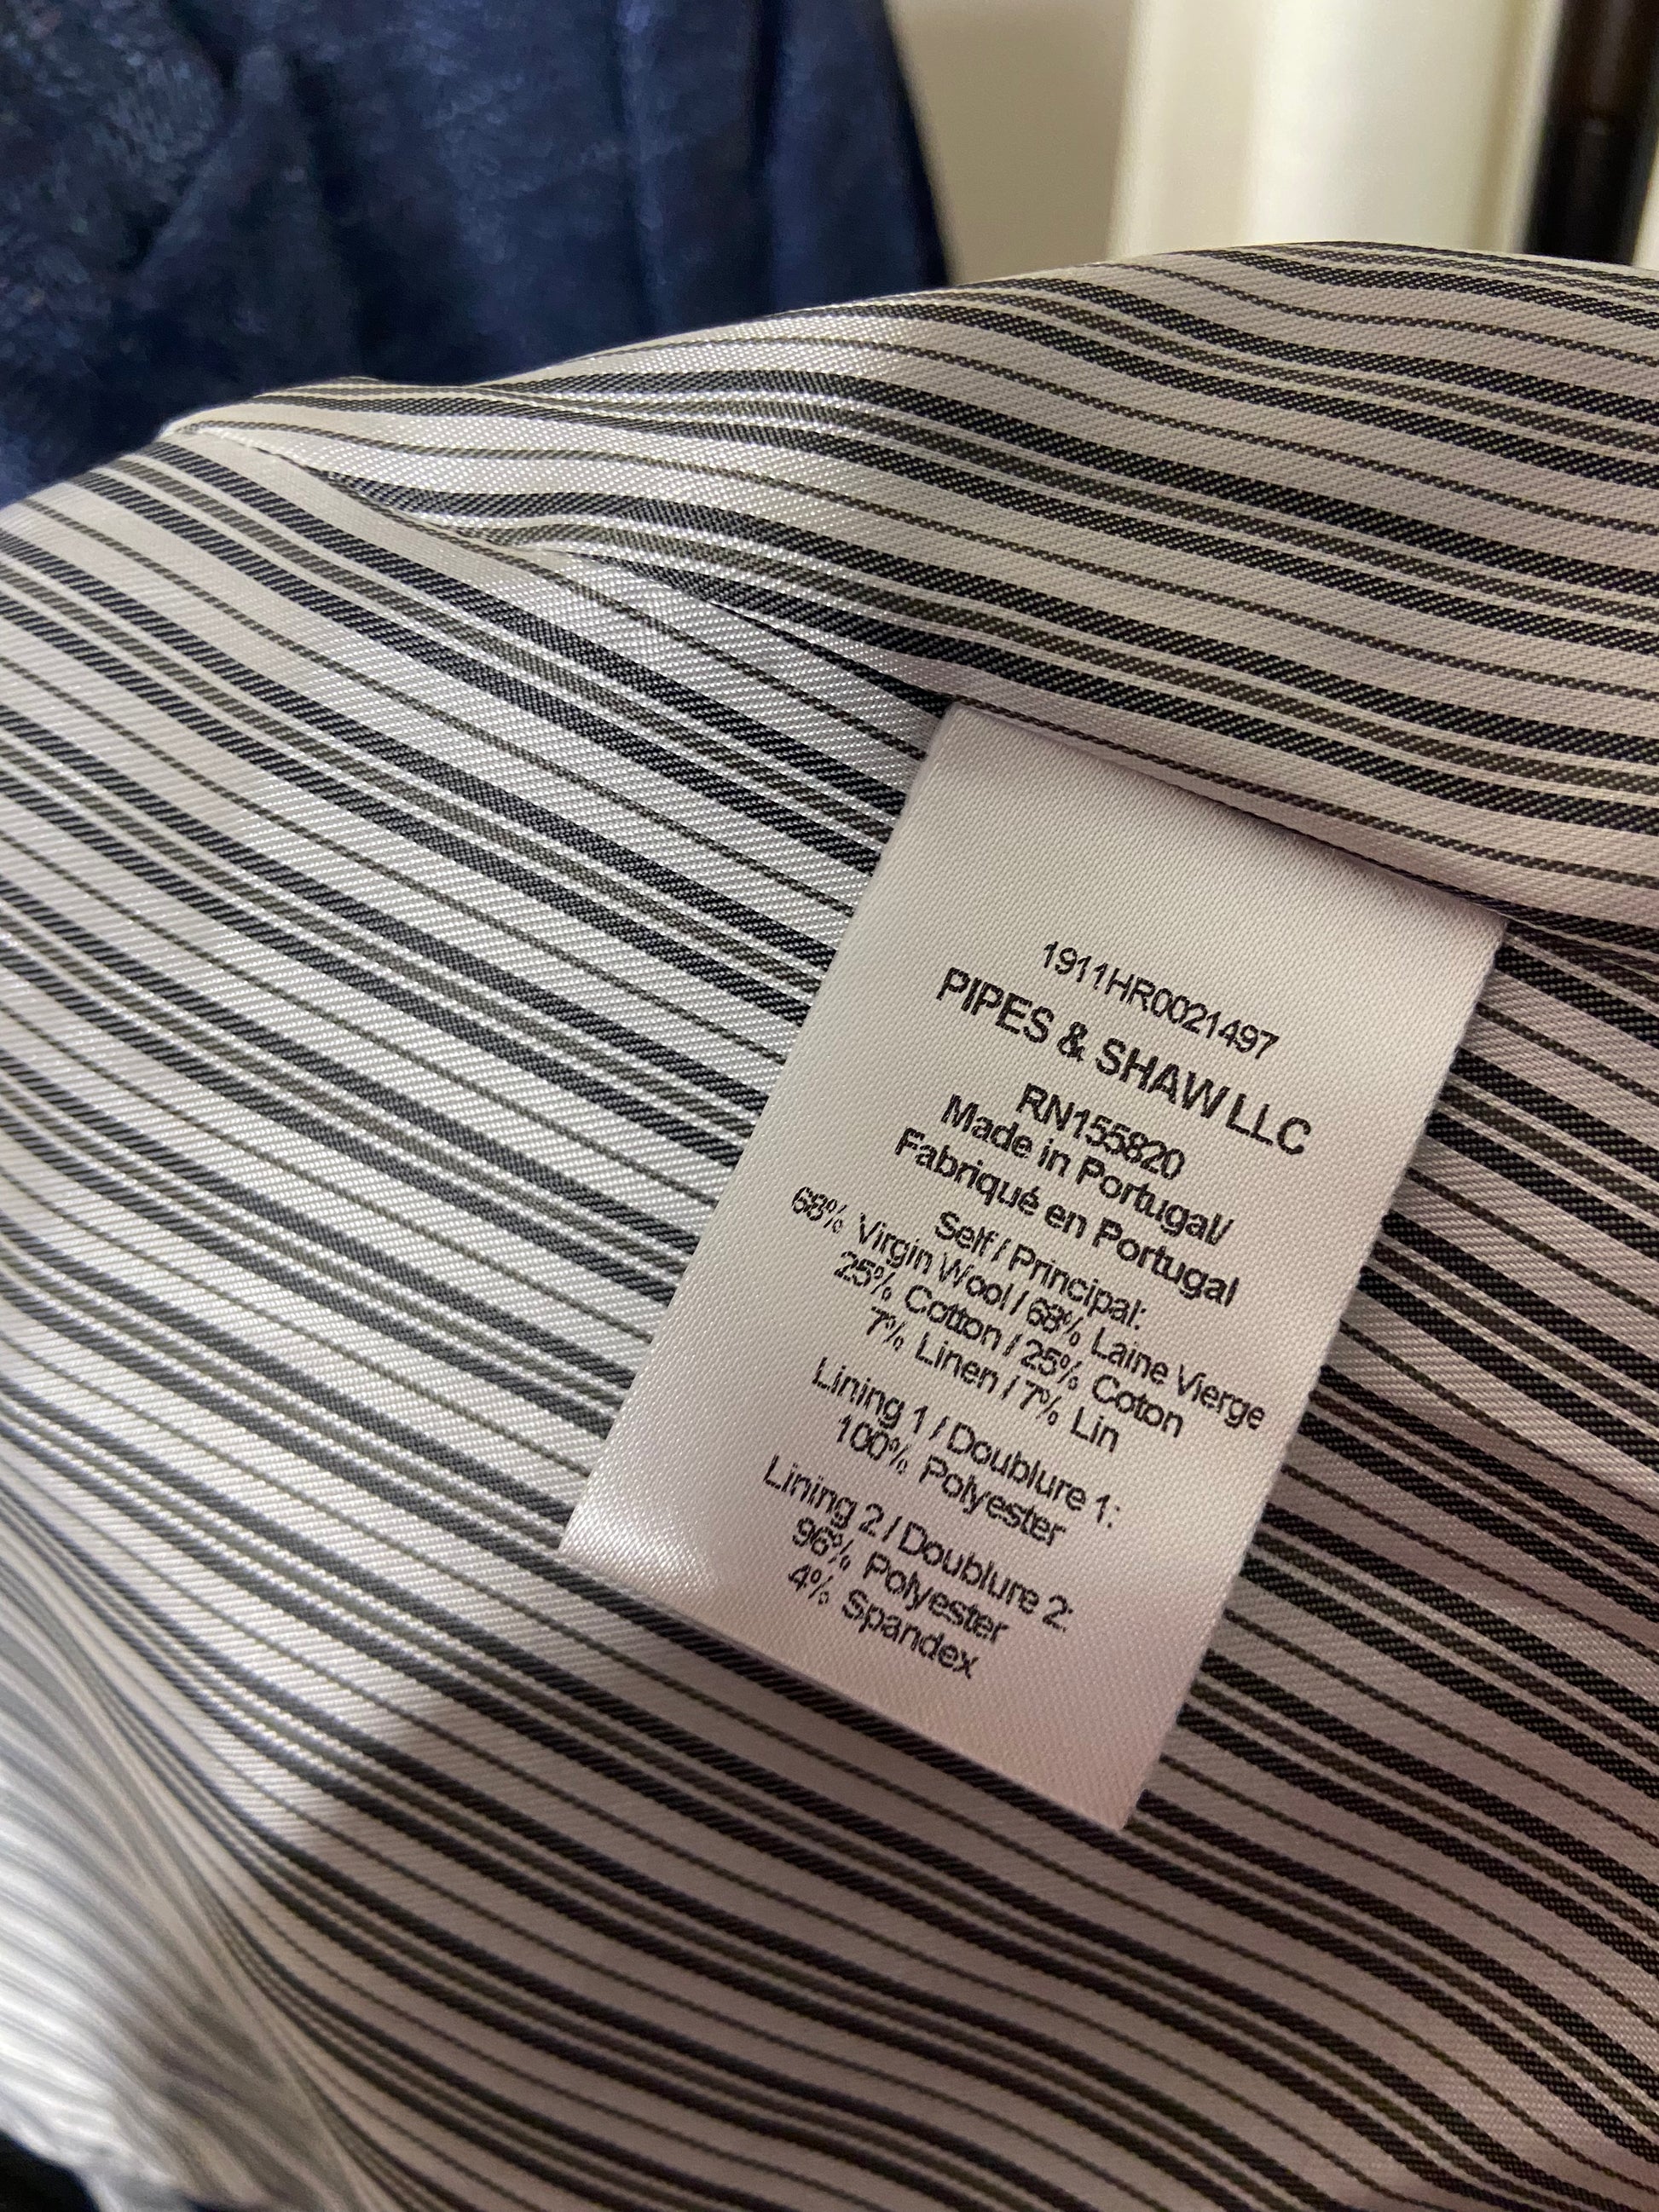 1911HR0021497
PIPES & SHAW LLC
RN155820
Made in Portugal/
Fabriqué en Portugal
Self / Principal:
68% Virgin Wool / 68% Laine Vierge
25% Cotton / 25% Coton
7% Linen / 7% Lin
Lining 1 / Doublure 1:
100% Polyester
Lining 2 / Doublure 2:
96% Polyester
4% Spandex